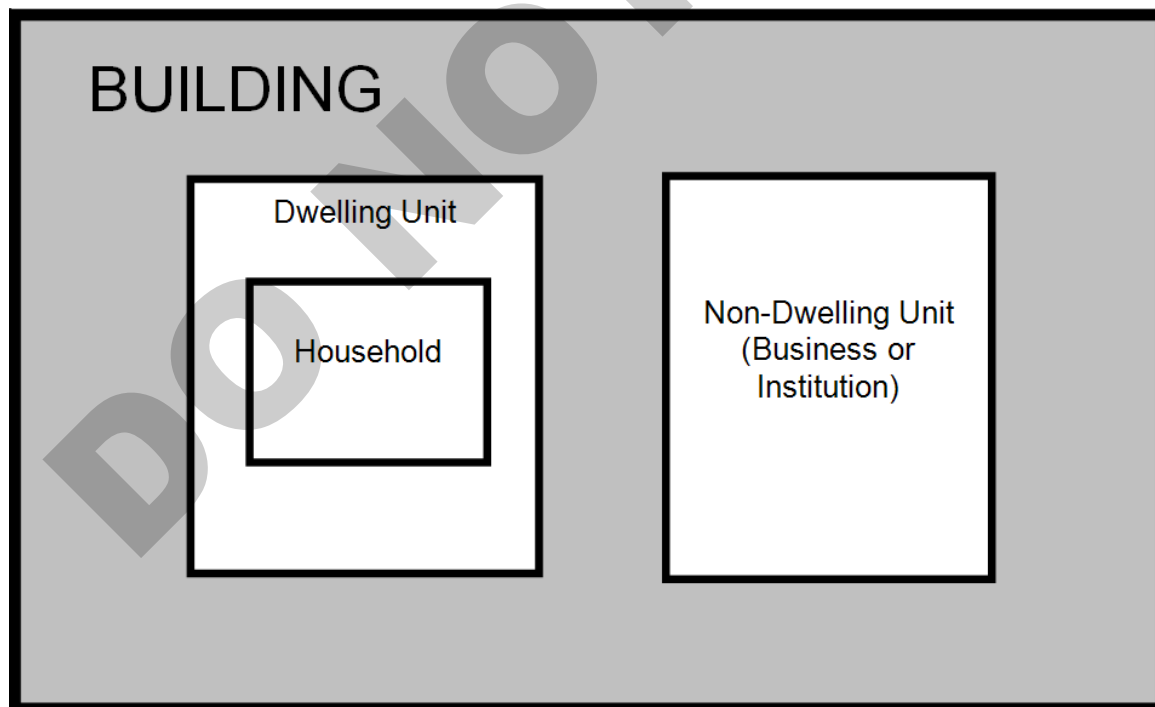 BUILDING
Dwelling Unit
Household
Non-Dwelling Unit
(Business or
Institution)
DO NO